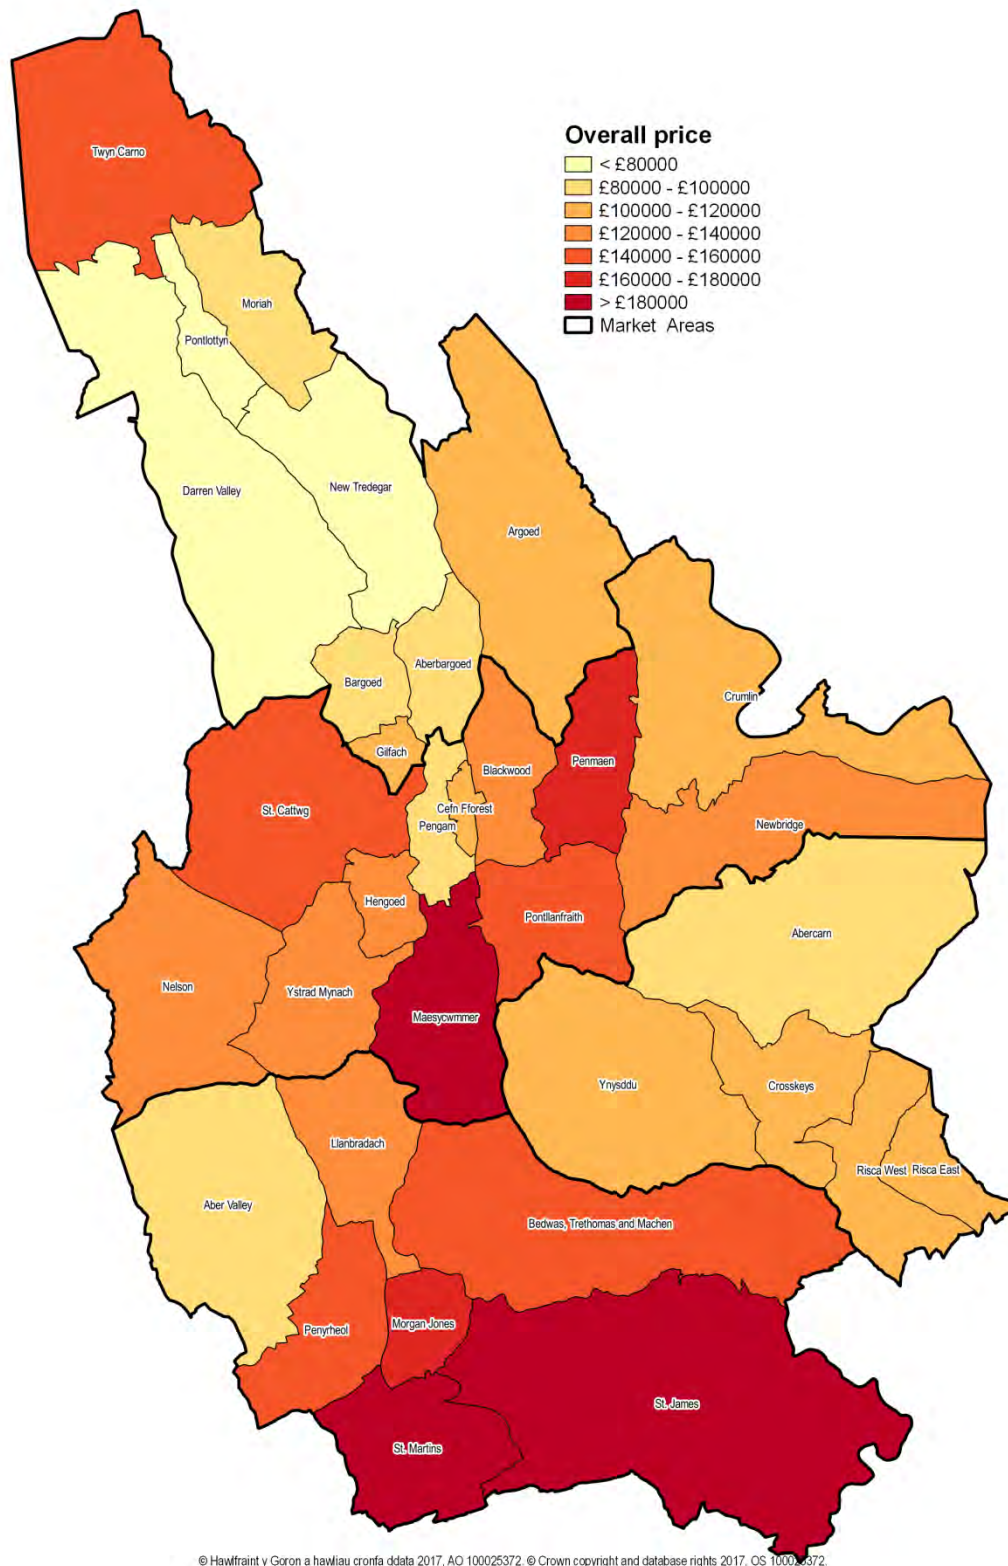 Overall price
< £80000
£80000 - £100000
£100000 - £120000
£120000 - £140000
£140000 - £160000
£160000 - £180000
> £180000
Market Areas
Twyn Carno
Moriah
Pontlottyn
Darren Valley
New Tredegar
Argoed
Aberbargoed
Bargoed
Crumlin
Gilfach
Penmaen
Blackwood
St. Cattwg
Cefn Fforest
Pengam
Newbridge
Hengoed
Pontllanfraith
Abercarn
Nelson
Ystrad Mynach
Maesycwmmer
Ynysddu
Crosskeys
Llanbradach
Risca West
Risca East
Aber Valley
Bedwas, Trethomas and Machen
Penyrheol
Morgan Jones
St. James
St. Martins
© Hawlfraint y Goron a hawliau cronfa ddata 2017, AO 100025372. © Crown copyright and database rights 2017. OS 100025372.